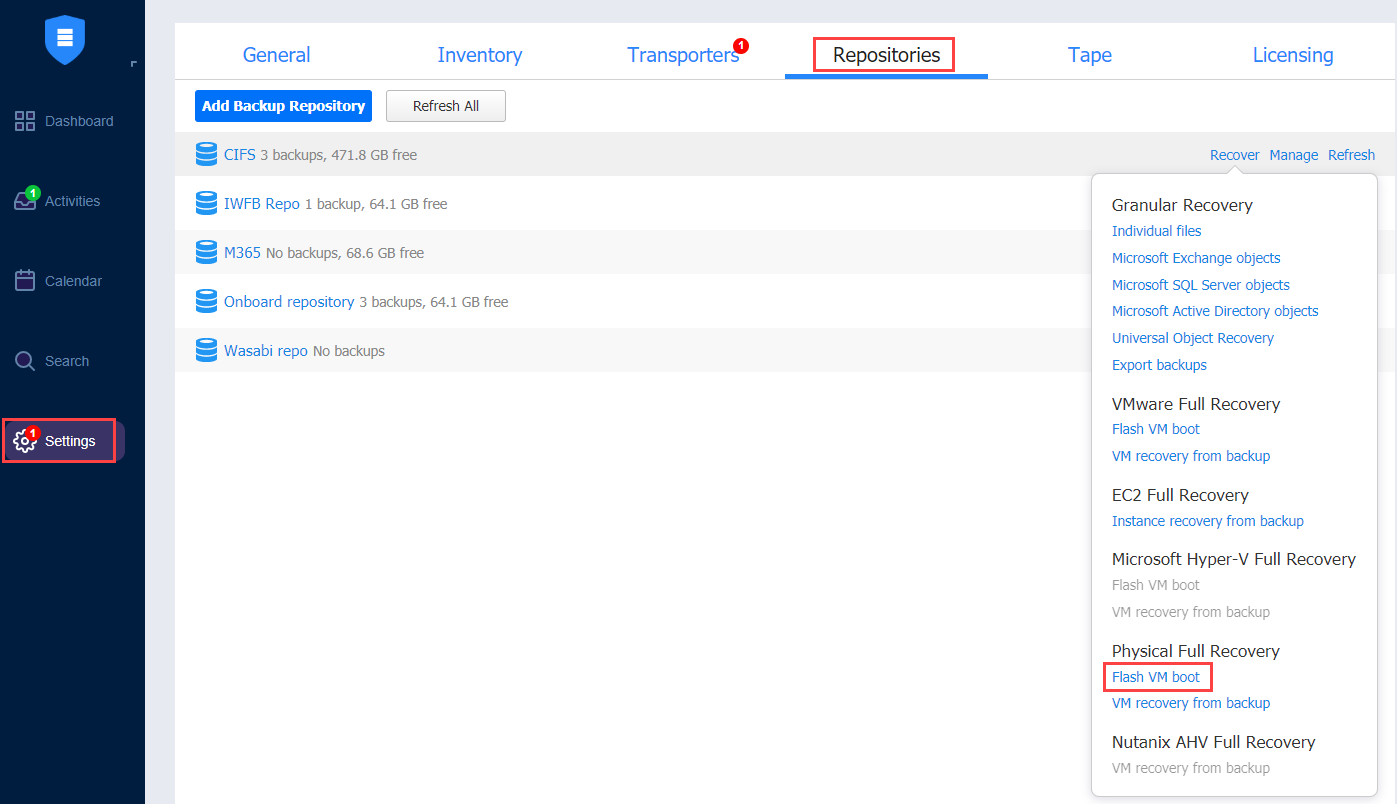 General
Inventory
Transporters 1
Repositories
Tape
Licensing
Dashboard
1
Activities
Calendar
Search
1
Settings
Add Backup Repository
Refresh All
CIFS 3 backups, 471.8 GB free
Recover Manage Refresh
IWFB Repo 1 backup, 64.1 GB free
M365 No backups, 68.6 GB free
Onboard repository 3 backups, 64.1 GB free
Wasabi repo No backups
Granular Recovery
Individual files
Microsoft Exchange objects
Microsoft SQL Server objects
Microsoft Active Directory objects
Universal Object Recovery
Export backups
VMware Full Recovery
Flash VM boot
VM recovery from backup
EC2 Full Recovery
Instance recovery from backup
Microsoft Hyper-V Full Recovery
Flash VM boot
VM recovery from backup
Physical Full Recovery
Flash VM boot
VM recovery from backup
Nutanix AHV Full Recovery
VM recovery from backup